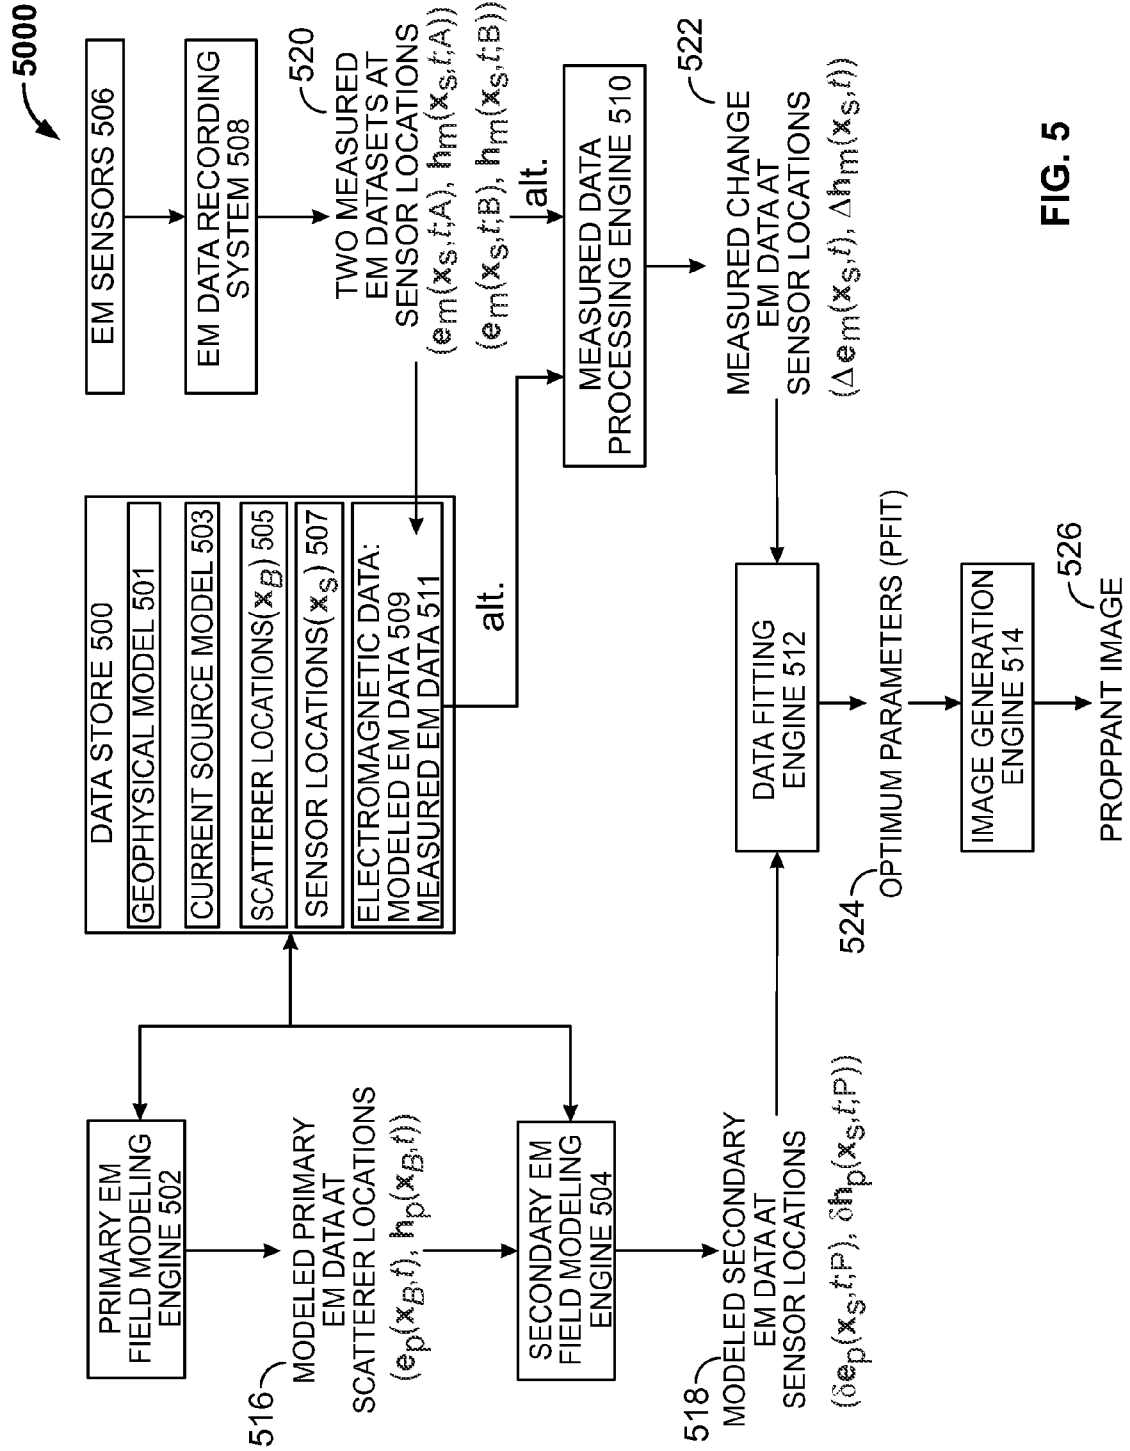 5000
PRIMARY EM
FIELD MODELING
ENGINE 502
516
MODELED PRIMARY
EM DATA AT
SCATTERER LOCATIONS
(eₚ(x_B,t), hₚ(x_B,t))
SECONDARY EM
FIELD MODELING
ENGINE 504
518
MODELED SECONDARY
EM DATA AT
SENSOR LOCATIONS
(δeₚ(xₛ,t;P), δhₚ(xₛ,t;P))
DATA STORE 500
GEOPHYSICAL MODEL 501
CURRENT SOURCE MODEL 503
SCATTERER LOCATIONS(x_B) 505
SENSOR LOCATIONS(xₛ) 507
ELECTROMAGNETIC DATA:
MODELED EM DATA 509
MEASURED EM DATA 511
alt.
EM SENSORS 506
EM DATA RECORDING
SYSTEM 508
520
TWO MEASURED
EM DATASETS AT
SENSOR LOCATIONS
(eₘ(xₛ,t;A), hₘ(xₛ,t;A))
(eₘ(xₛ,t;B), hₘ(xₛ,t;B))
alt.
MEASURED DATA
PROCESSING ENGINE 510
522
MEASURED CHANGE
EM DATA AT
SENSOR LOCATIONS
(Δeₘ(xₛ,t), Δhₘ(xₛ,t))
DATA FITTING
ENGINE 512
524
OPTIMUM PARAMETERS (PFIT)
IMAGE GENERATION
ENGINE 514
526
PROPPANT IMAGE
FIG. 5